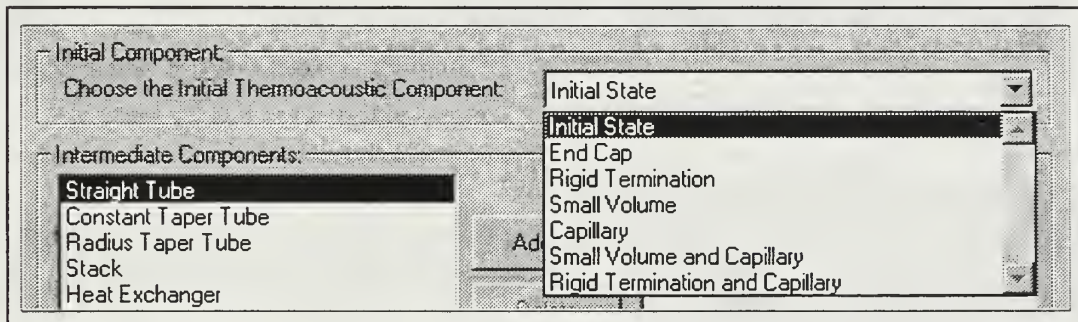 Initial Component:
Choose the Initial Thermoacoustic Component: Initial State
Initial State
End Cap
Rigid Termination
Small Volume
Capillary
Small Volume and Capillary
Rigid Termination and Capillary
Intermediate Components:
Straight Tube
Constant Taper Tube
Radius Taper Tube
Stack
Heat Exchanger